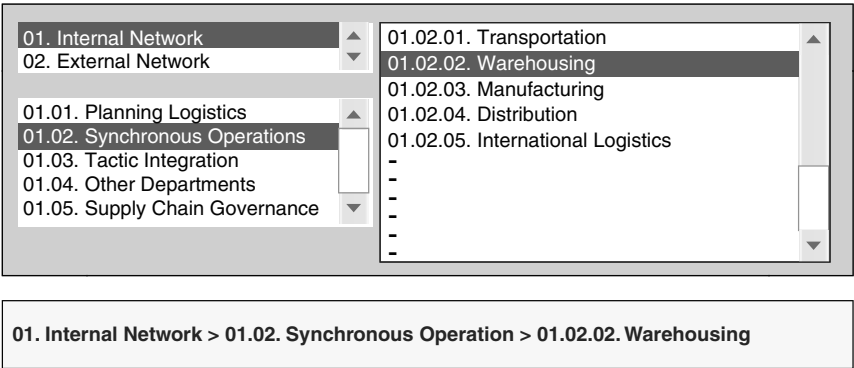 01. Internal Network
02. External Network
01.01. Planning Logistics
01.02. Synchronous Operations
01.03. Tactic Integration
01.04. Other Departments
01.05. Supply Chain Governance
01.02.01. Transportation
01.02.02. Warehousing
01.02.03. Manufacturing
01.02.04. Distribution
01.02.05. International Logistics
-
-
-
-
-
-
01. Internal Network > 01.02. Synchronous Operation > 01.02.02. Warehousing